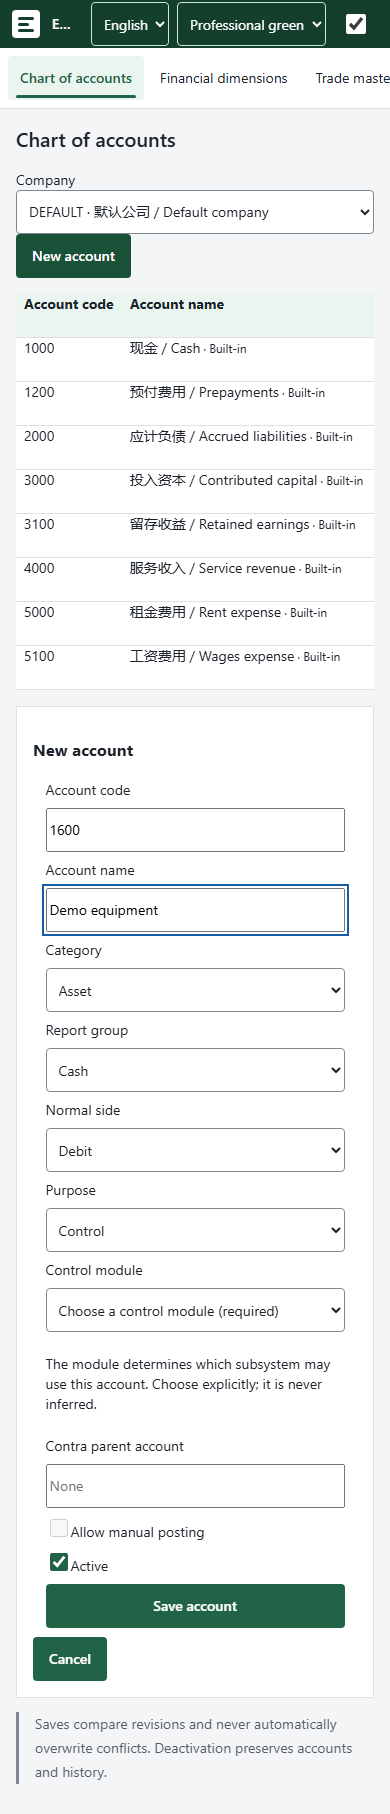 E... English Professional green
Chart of accounts Financial dimensions Trade maste
Chart of accounts
Company
DEFAULT · 默认公司 / Default company
New account
Account code Account name
1000 现金 / Cash · Built-in
1200 预付费用 / Prepayments · Built-in
2000 应计负债 / Accrued liabilities · Built-in
3000 投入资本 / Contributed capital · Built-in
3100 留存收益 / Retained earnings · Built-in
4000 服务收入 / Service revenue · Built-in
5000 租金费用 / Rent expense · Built-in
5100 工资费用 / Wages expense · Built-in
New account
Account code
1600
Account name
Demo equipment
Category
Asset
Report group
Cash
Normal side
Debit
Purpose
Control
Control module
Choose a control module (required)
The module determines which subsystem may
use this account. Choose explicitly; it is never
inferred.
Contra parent account
None
Allow manual posting
Active
Save account
Cancel
Saves compare revisions and never automatically
overwrite conflicts. Deactivation preserves accounts
and history.